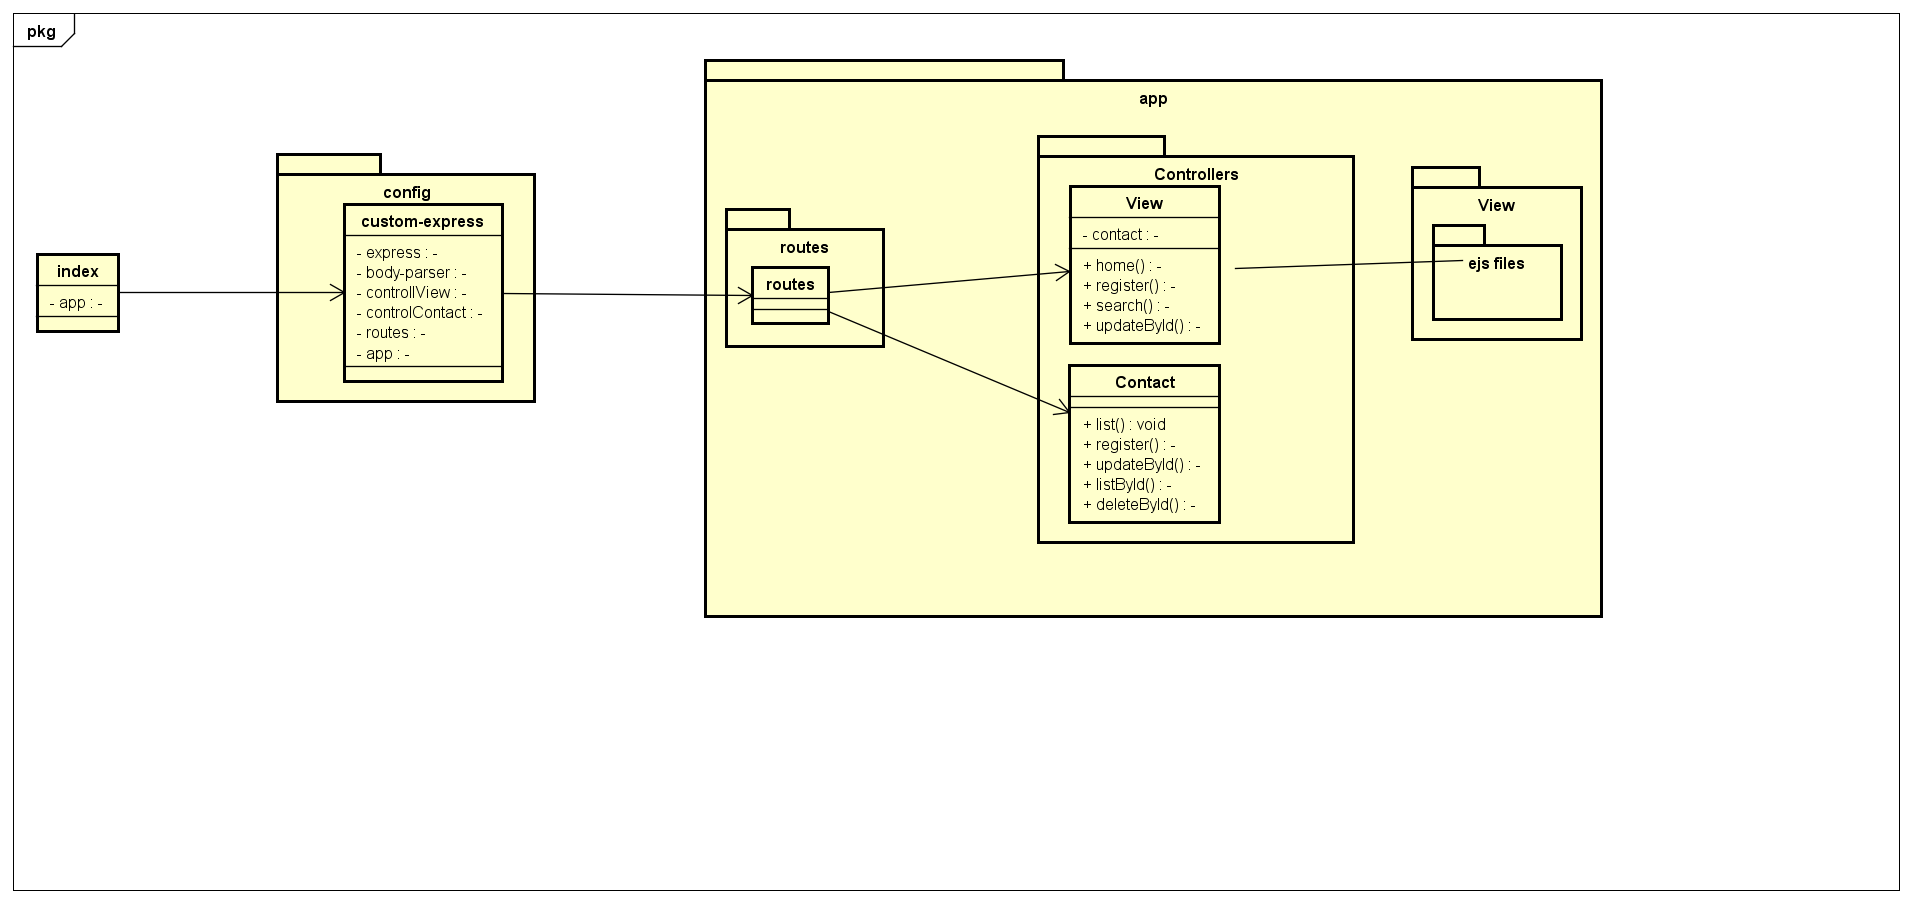 pkg
index
- app : -
config
custom-express
- express : -
- body-parser : -
- controllView : -
- controlContact : -
- routes : -
- app : -
app
routes
routes
Controllers
View
- contact : -
+ home() : -
+ register() : -
+ search() : -
+ updateById() : -
Contact
+ list() : void
+ register() : -
+ updateById() : -
+ listById() : -
+ deleteById() : -
View
ejs files